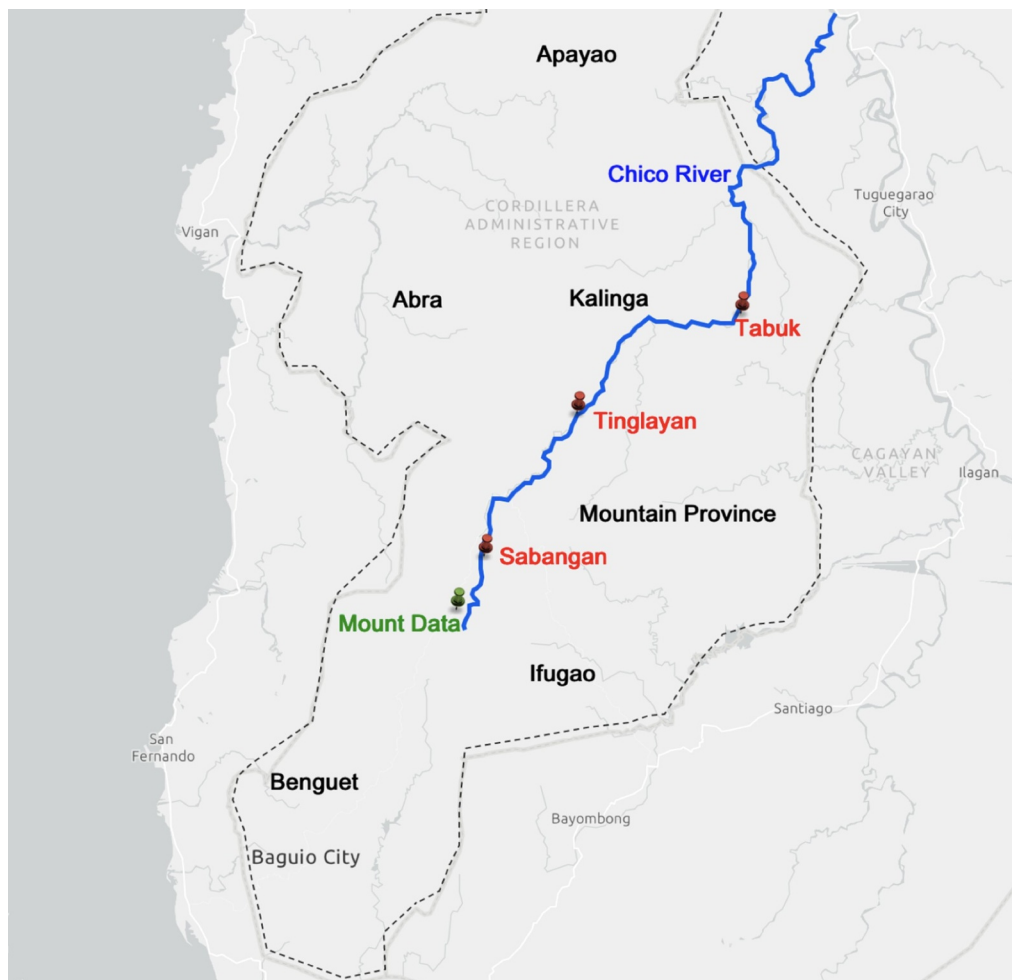 Apayao
Chico River
Tuguegarao
City
CORDILLERA
ADMINISTRATIVE
REGION
Vigan
Abra
Kalinga
Tabuk
Tinglayan
CAGAYAN
VALLEY
Ilagan
Mountain Province
Sabangan
Mount Data
Ifugao
Santiago
San
Fernando
Benguet
Bayombong
Baguio City